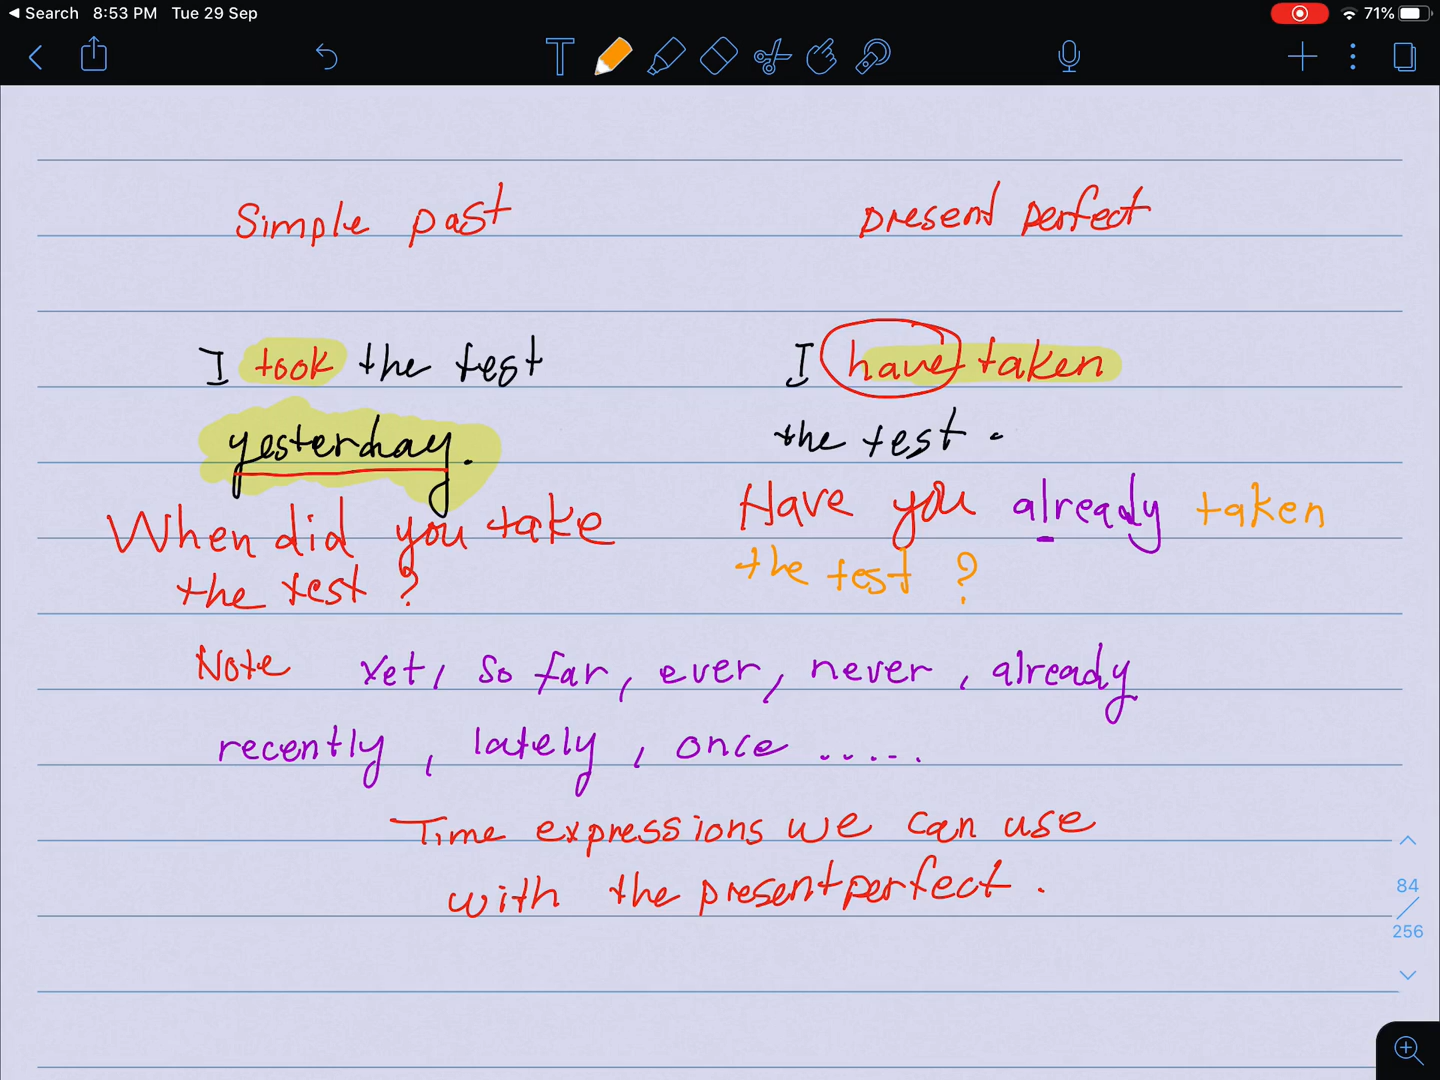 Search 8:53 PM Tue 29 Sep 71%
T
Simple past
present perfect
I took the test
yesterday.
When did you take
the test ?
I have taken
the test .
Have you already taken
the test ?
Note Yet, so far, ever, never, already
recently, lately, once .....
Time expressions we can use
with the present perfect.
84
256